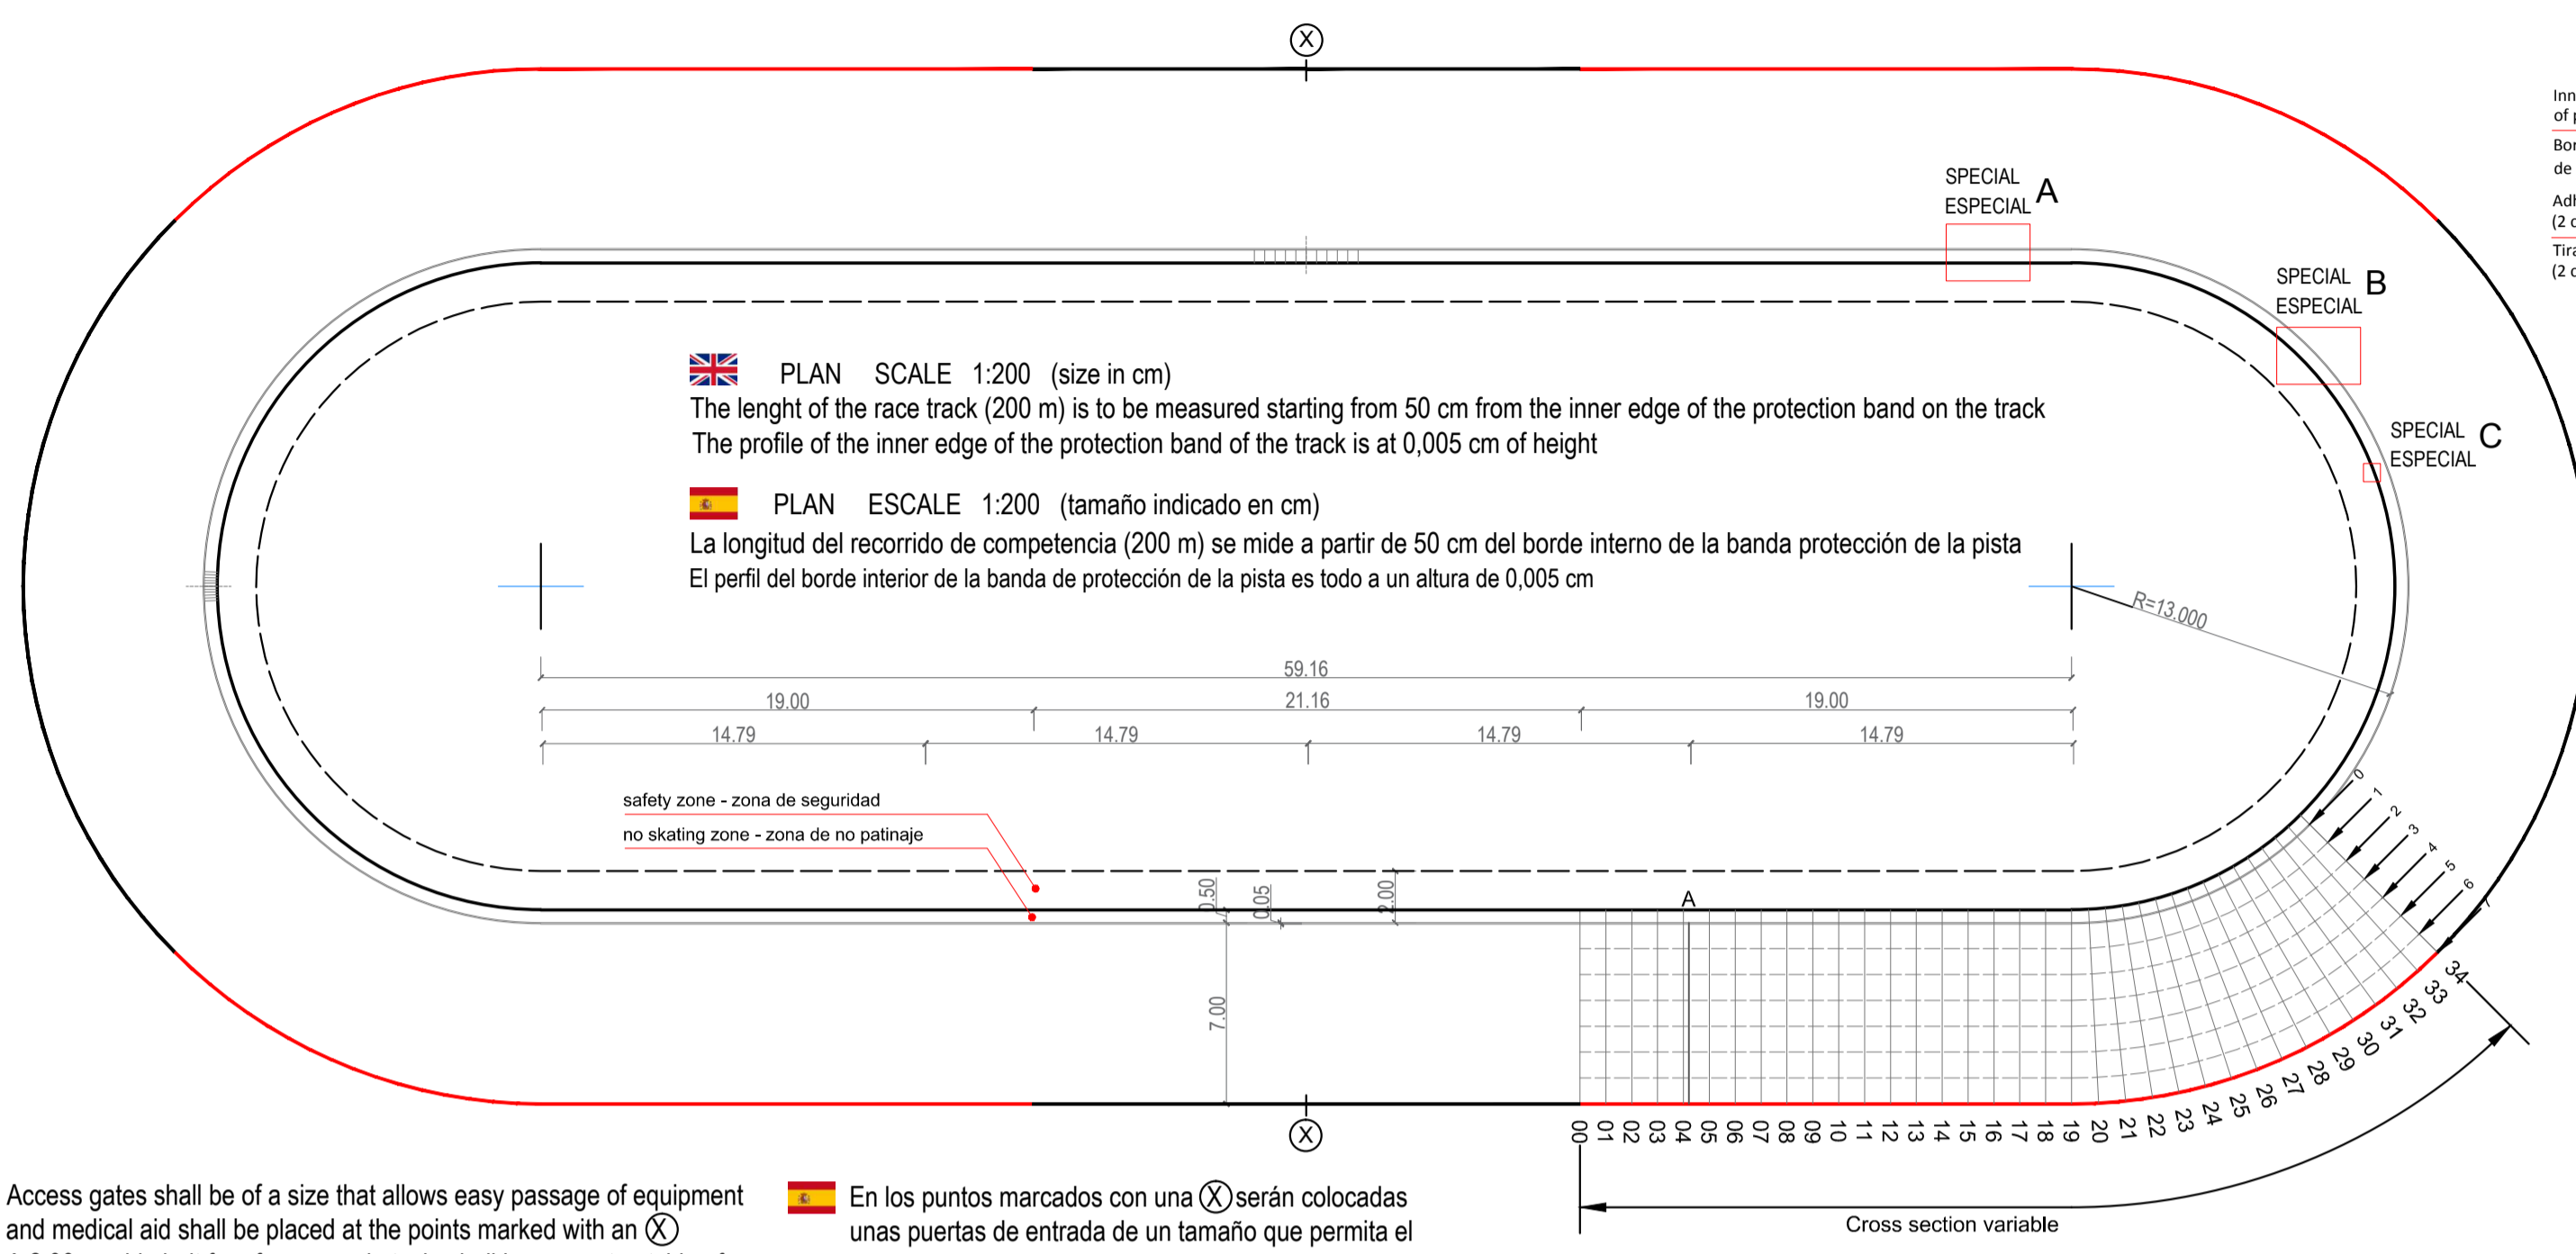 X
SPECIAL
ESPECIAL
A
SPECIAL
ESPECIAL
B
SPECIAL
ESPECIAL
C
of
de
(2
(2
PLAN SCALE 1:200 (size in cm)
The lenght of the race track (200 m) is to be measured starting from 50 cm from the inner edge of the protection band on the track
The profile of the inner edge of the protection band of the track is at 0,005 cm of height
PLAN ESCALE 1:200 (tamaño indicado en cm)
La longitud del recorrido de competencia (200 m) se mide a partir de 50 cm del borde interno de la banda protección de la pista
El perfil del borde interior de la banda de protección de la pista es todo a un altura de 0,005 cm
R=13.000
59.16
19.00 21.16 19.00
14.79 14.79 14.79 14.79
safety zone - zona de seguridad
no skating zone - zona de no patinaje
0.50
0.05
2.00
A
7.00
0 1 2 3 4 5 6 7
00 01 02 03 04 05 06 07 08 09 10 11 12 13 14 15 16 17 18 19 20 21 22 23 24 25 26 27 28 29 30 31 32 33 34
X
Cross section variable
Access gates shall be of a size that allows easy passage of equipment
and medical aid shall be placed at the points marked with an X
En los puntos marcados con una X serán colocadas
unas puertas de entrada de un tamaño que permita el